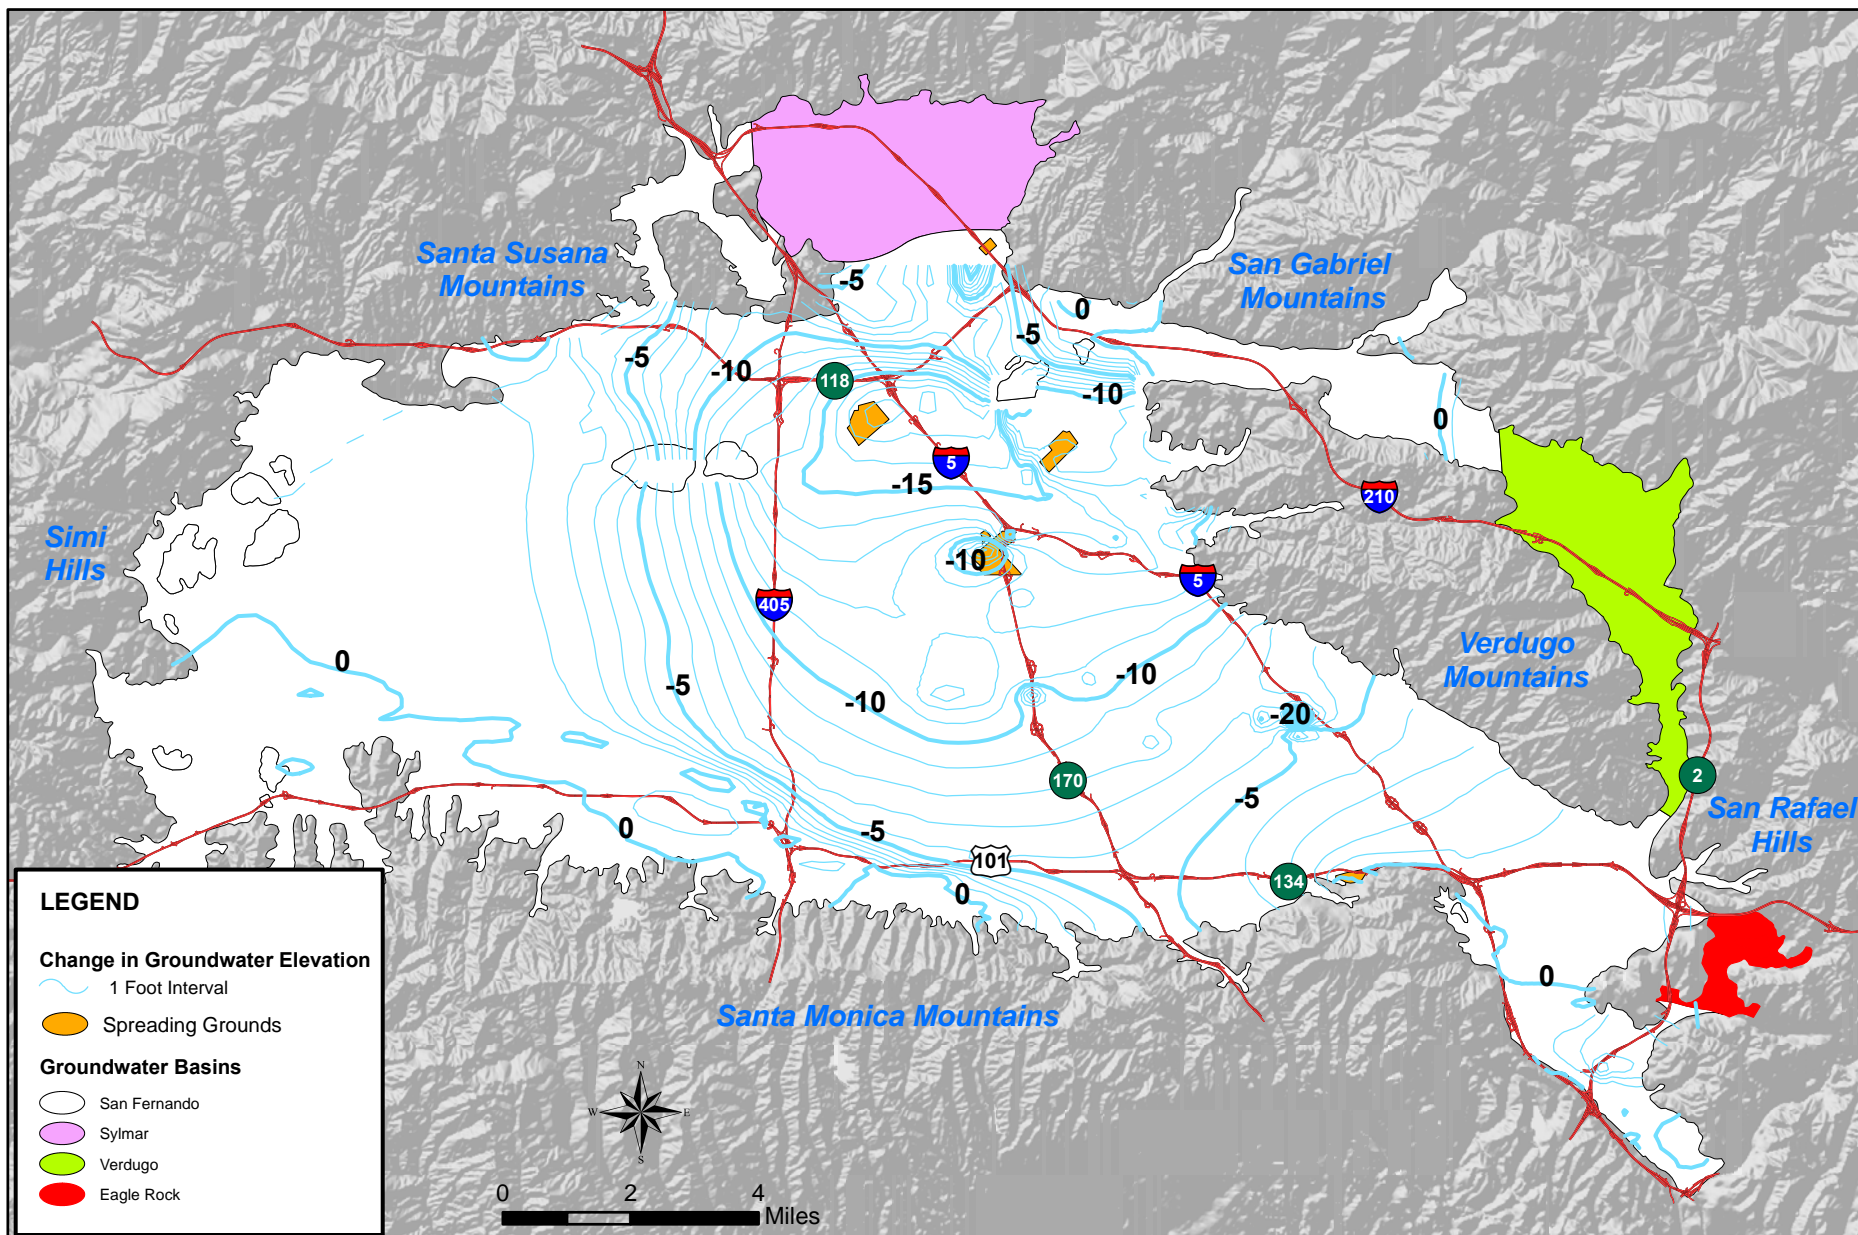 Santa Susana
Mountains
San Gabriel
Mountains
-5
0
-5
-5
-10
118
-10
0
5
-15
210
Simi
Hills
-10
5
405
0
Verdugo
Mountains
-5
-10
-10
-20
170
2
-5
San Rafael
Hills
0
-5
101
134
0
0
Santa Monica Mountains
LEGEND
Change in Groundwater Elevation
1 Foot Interval
Spreading Grounds
Groundwater Basins
San Fernando
Sylmar
Verdugo
Eagle Rock
N
W E
S
0 2 4
Miles